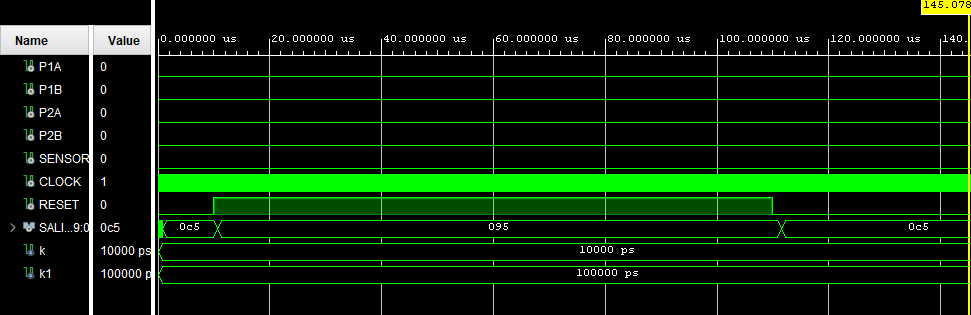 145.078
Name Value 0.000000 us 20.000000 us 40.000000 us 60.000000 us 80.000000 us 100.000000 us 120.000000 us 140.
P1A 0
P1B 0
P2A 0
P2B 0
SENSOR 0
CLOCK 1
RESET 0
SALI...9:0 0c5 0c5 095 0c5
k 10000 ps 10000 ps
k1 100000 p 100000 ps